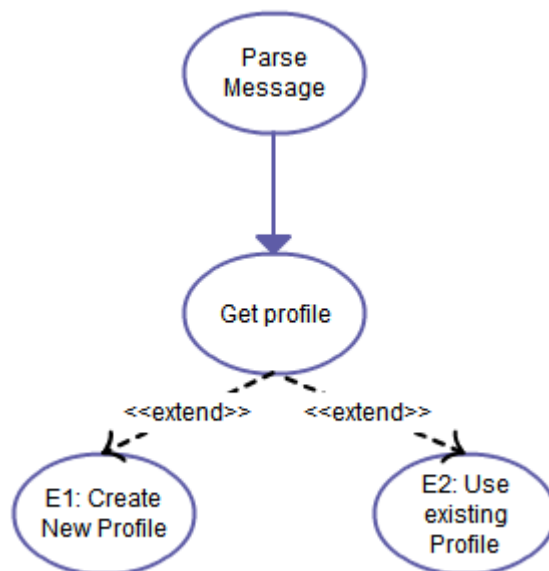 Parse
Message
Get profile
<<extend>> <<extend>>
E1: Create
New Profile
E2: Use
existing
Profile